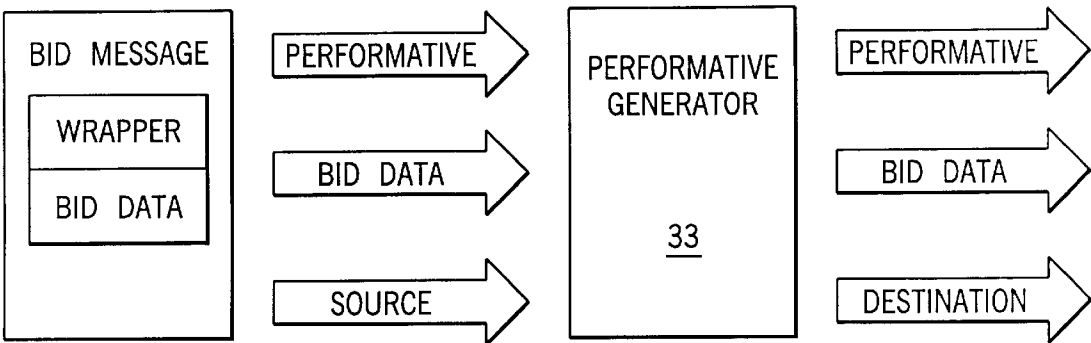 BID MESSAGE
WRAPPER
BID DATA
PERFORMATIVE
BID DATA
SOURCE
PERFORMATIVE
GENERATOR
33
PERFORMATIVE
BID DATA
DESTINATION